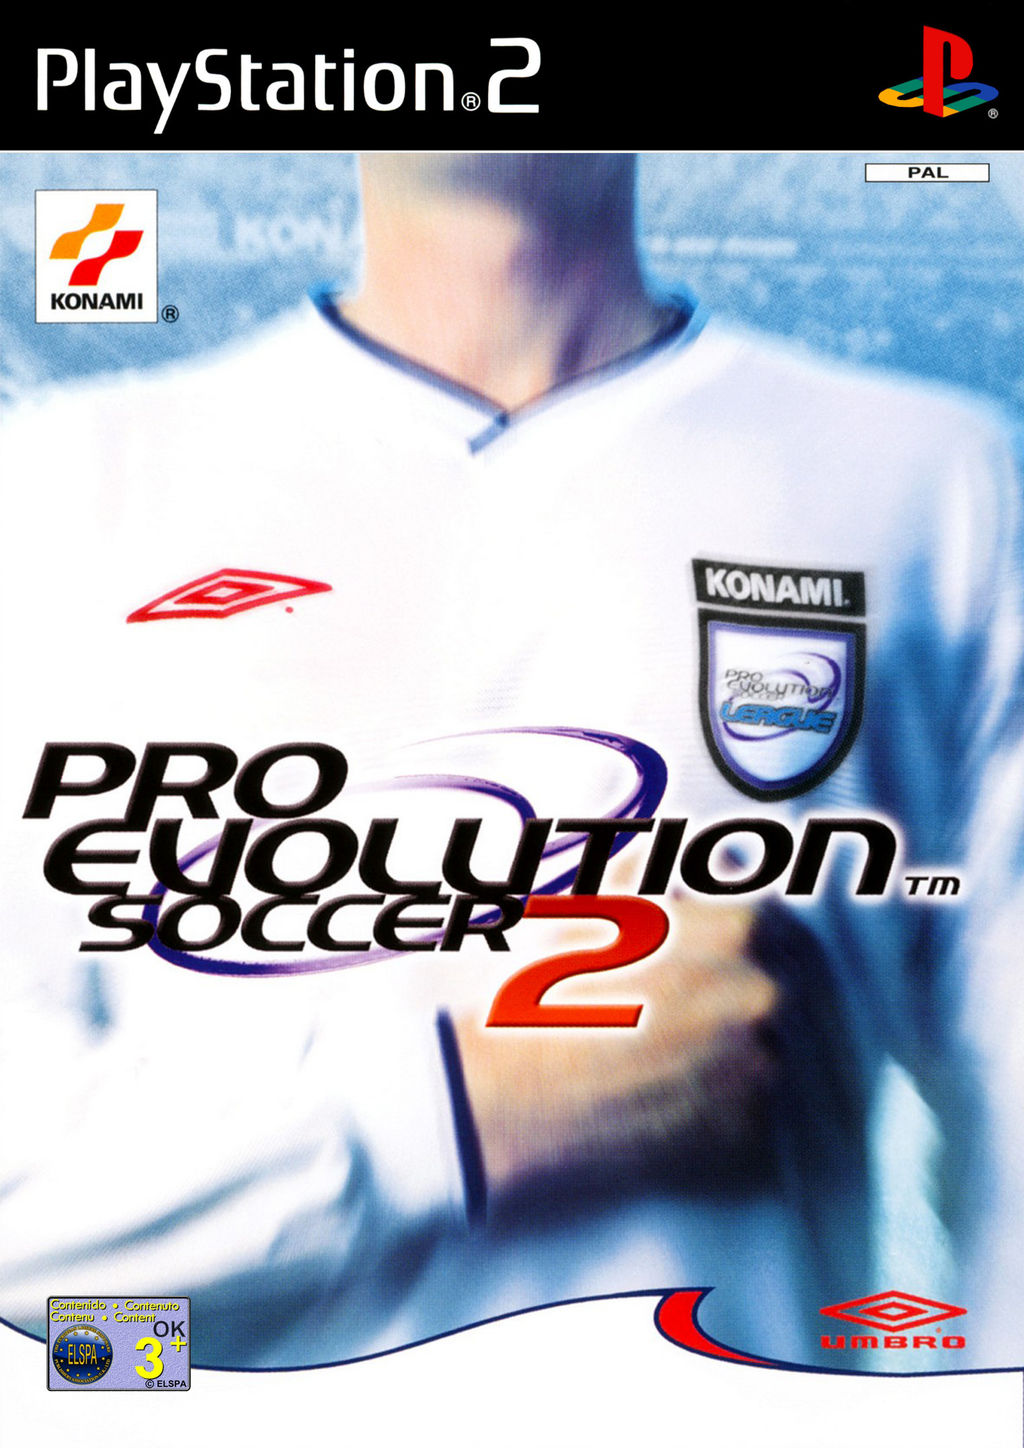 PlayStation®2
®
PAL
KONAMI
®
KONAMI
KONAMI
PRO
EVOLUTION
SOCCER
LEAGUE
PRO
EVOLUTION™
SOCCER
2
Contenido • Contenuto
Contenu • Content
OK
3+
ELSPA
© ELSPA
UMBRO